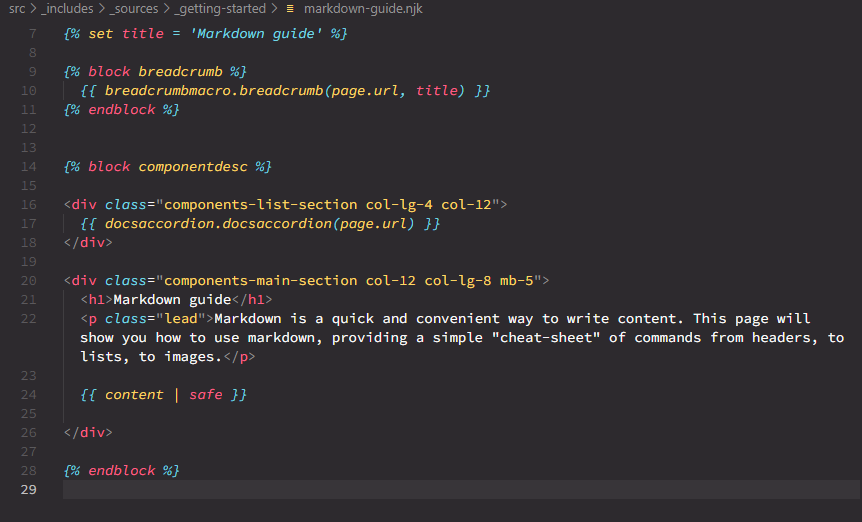 src > _includes > _sources > _getting-started > markdown-guide.njk
7 {% set title = 'Markdown guide' %}
8
9 {% block breadcrumb %}
10 {{ breadcrumbmacro.breadcrumb(page.url, title) }}
11 {% endblock %}
12
13
14 {% block componentdesc %}
15
16 <div class="components-list-section col-lg-4 col-12">
17 {{ docsaccordion.docsaccordion(page.url) }}
18 </div>
19
20 <div class="components-main-section col-12 col-lg-8 mb-5">
21 <h1>Markdown guide</h1>
22 <p class="lead">Markdown is a quick and convenient way to write content. This page will
show you how to use markdown, providing a simple "cheat-sheet" of commands from headers, to
lists, to images.</p>
23
24 {{ content | safe }}
25
26 </div>
27
28 {% endblock %}
29